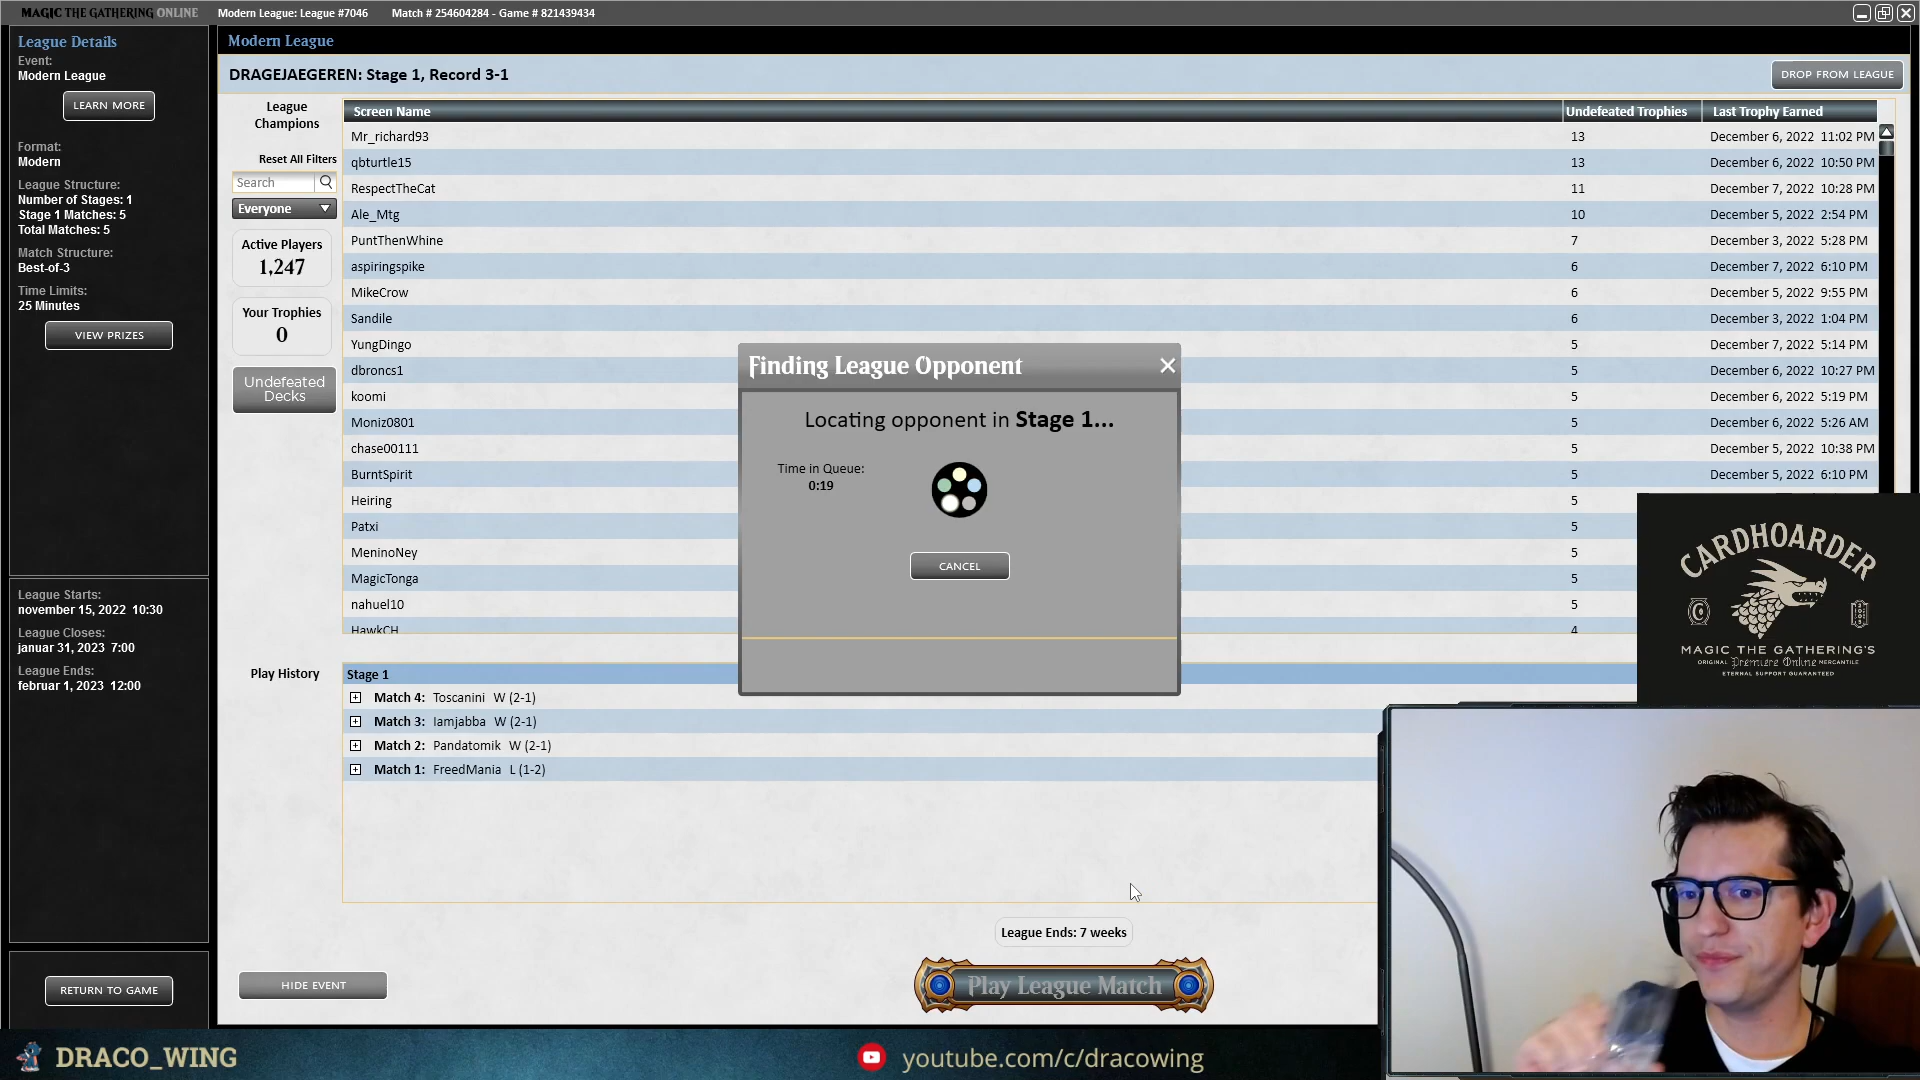 MAGIC THE GATHERING ONLINE
Modern League: League #7046
Match # 254604284 - Game # 821439434
League Details
Event:
Modern League
LEARN MORE
Format:
Modern
League Structure:
Number of Stages: 1
Stage 1 Matches: 5
Total Matches: 5
Match Structure:
Best-of-3
Time Limits:
25 Minutes
VIEW PRIZES
League Starts:
november 15, 2022 10:30
League Closes:
januar 31, 2023 7:00
League Ends:
februar 1, 2023 12:00
RETURN TO GAME
Modern League
DRAGEJAEGEREN: Stage 1, Record 3-1
DROP FROM LEAGUE
League
Champions
Reset All Filters
Search
Everyone
Active Players
1,247
Your Trophies
0
Undefeated
Decks
Screen Name Undefeated Trophies Last Trophy Earned
Mr_richard93 13 December 6, 2022 11:02 PM
qbturtle15 13 December 6, 2022 10:50 PM
RespectTheCat 11 December 7, 2022 10:28 PM
Ale_Mtg 10 December 5, 2022 2:54 PM
PuntThenWhine 7 December 3, 2022 5:28 PM
aspiringspike 6 December 7, 2022 6:10 PM
MikeCrow 6 December 5, 2022 9:55 PM
Sandile 6 December 3, 2022 1:04 PM
YungDingo 5 December 7, 2022 5:14 PM
dbroncs1 5 December 6, 2022 10:27 PM
koomi 5 December 6, 2022 5:19 PM
Moniz0801 5 December 6, 2022 5:26 AM
chase00111 5 December 5, 2022 10:38 PM
BurntSpirit 5 December 5, 2022 6:10 PM
Heiring 5
Patxi 5
MeninoNey 5
MagicTonga 5
nahuel10 5
HawkCH 4
Finding League Opponent
Locating opponent in Stage 1...
Time in Queue:
0:19
CANCEL
Play History
Stage 1
Match 4: Toscanini W (2-1)
Match 3: Iamjabba W (2-1)
Match 2: Pandatomik W (2-1)
Match 1: FreedMania L (1-2)
League Ends: 7 weeks
HIDE EVENT
Play League Match
CARDHOARDER
MAGIC THE GATHERING'S
ORIGINAL Premiere Online MERCANTILE
ETERNAL SUPPORT GUARANTEED
DRACO_WING
youtube.com/c/dracowing